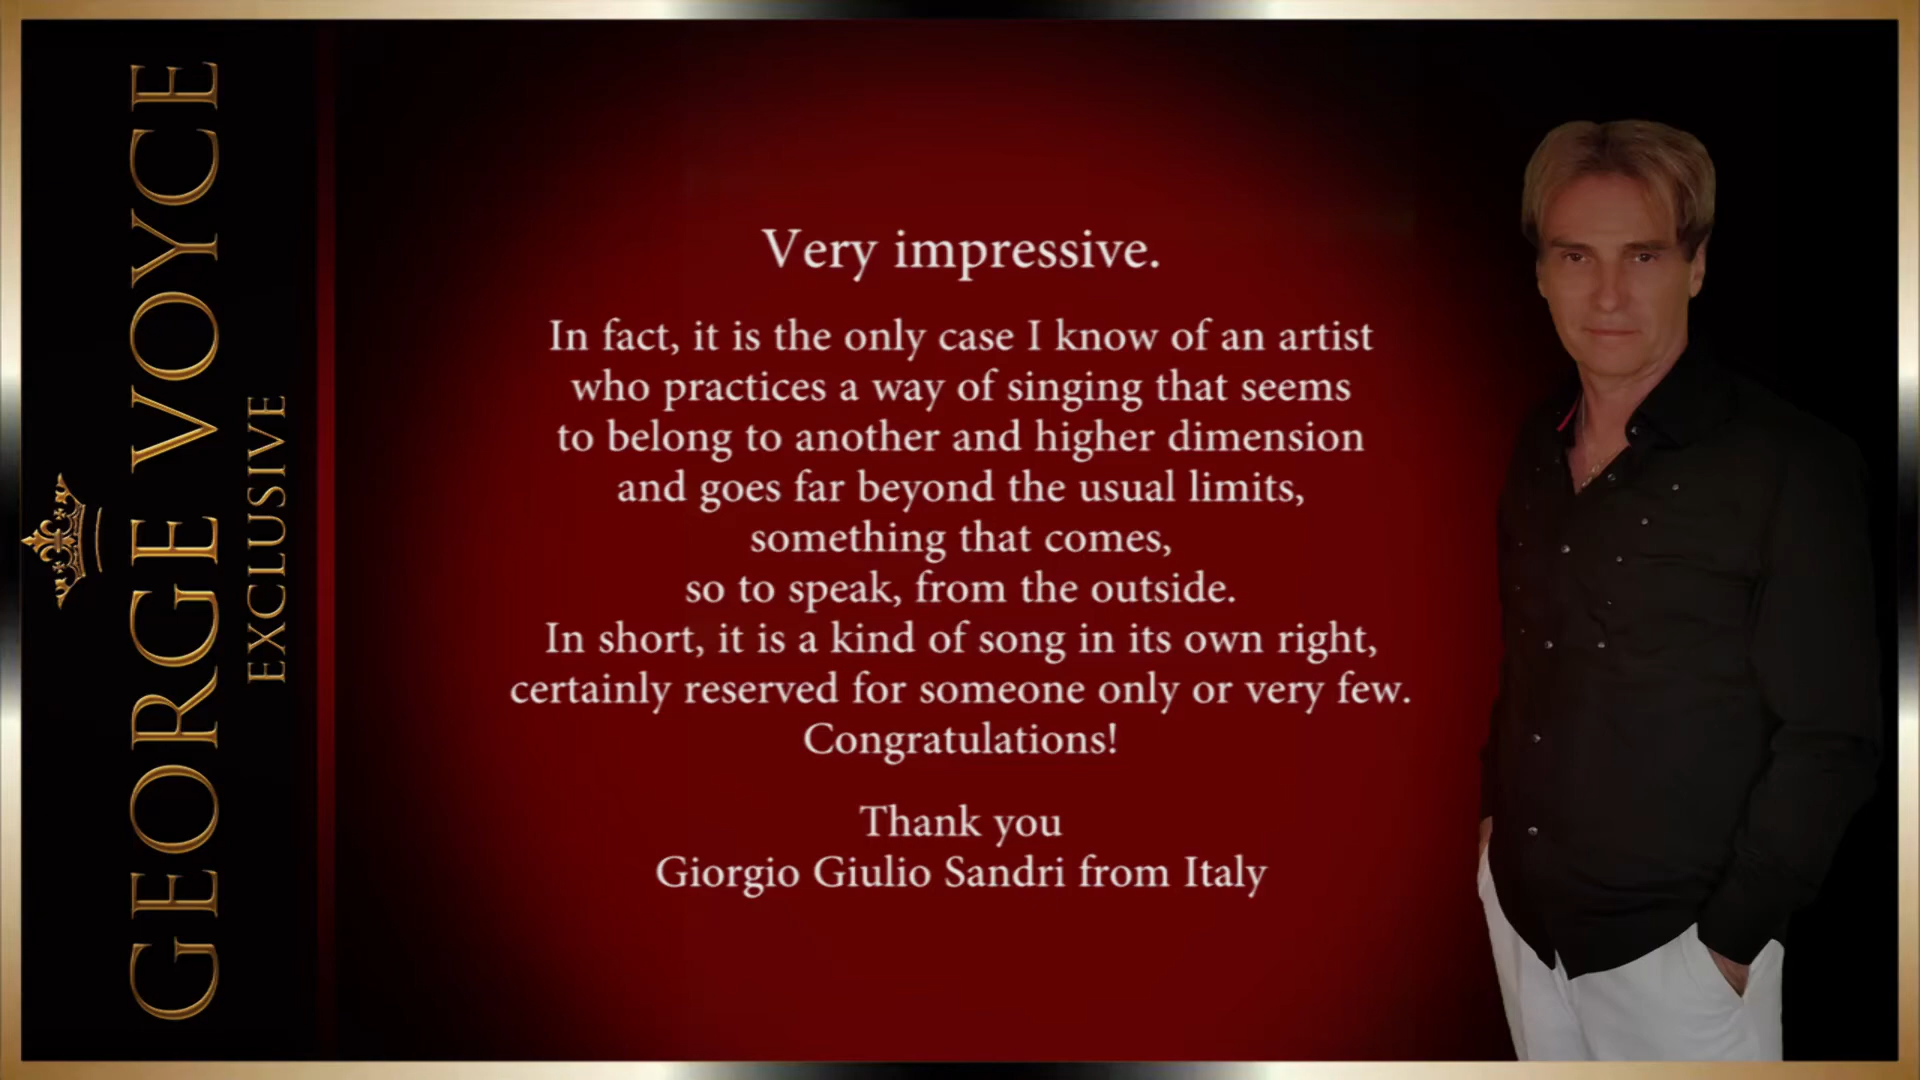 GEORGE VOYCE
EXCLUSIVE
Very impressive.
In fact, it is the only case I know of an artist
who practices a way of singing that seems
to belong to another and higher dimension
and goes far beyond the usual limits,
something that comes,
so to speak, from the outside.
In short, it is a kind of song in its own right,
certainly reserved for someone only or very few.
Congratulations!
Thank you
Giorgio Giulio Sandri from Italy